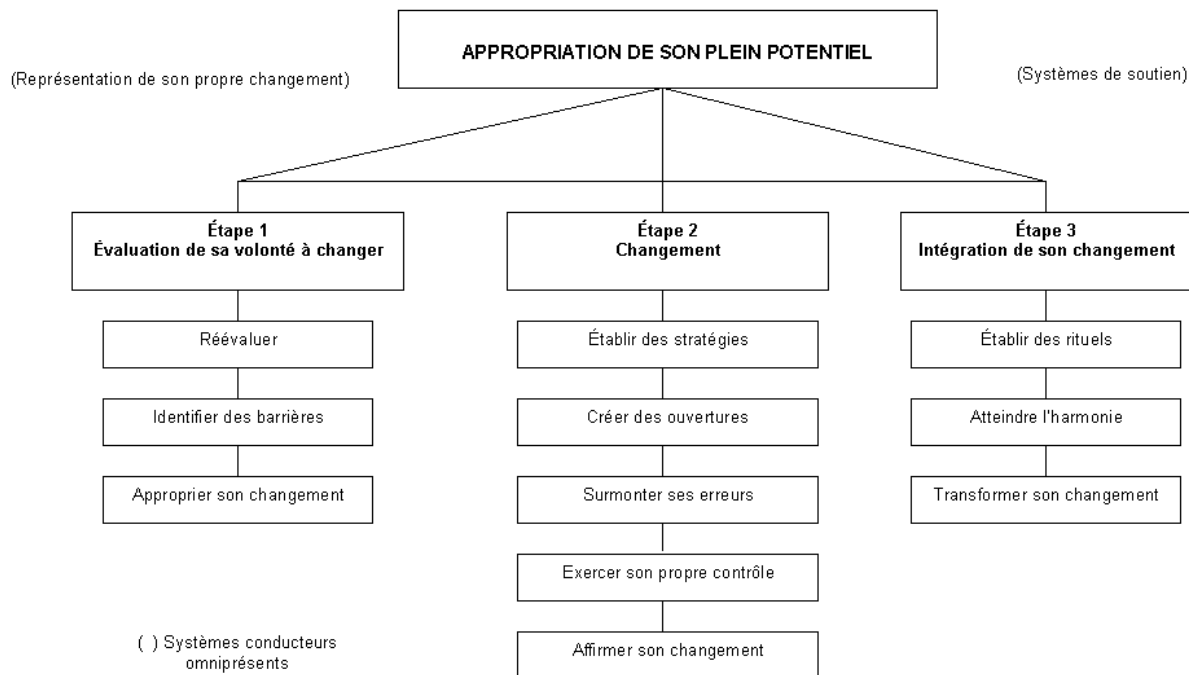 APPROPRIATION DE SON PLEIN POTENTIEL
(Représentation de son propre changement)
(Systèmes de soutien)
Étape 1
Évaluation de sa volonté à changer
Réévaluer
Identifier des barrières
Approprier son changement
Étape 2
Changement
Établir des stratégies
Créer des ouvertures
Surmonter ses erreurs
Exercer son propre contrôle
Affirmer son changement
Étape 3
Intégration de son changement
Établir des rituels
Atteindre l'harmonie
Transformer son changement
( ) Systèmes conducteurs
omniprésents